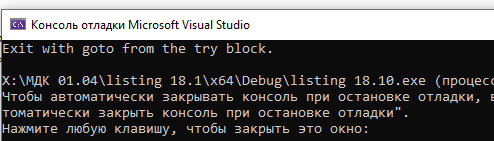 Консоль отладки Microsoft Visual Studio
Exit with goto from the try block.
X:\МДК 01.04\listing 18.1\x64\Debug\listing 18.10.exe (процесс
Чтобы автоматически закрывать консоль при остановке отладки, в
томатически закрыть консоль при остановке отладки".
Нажмите любую клавишу, чтобы закрыть это окно: